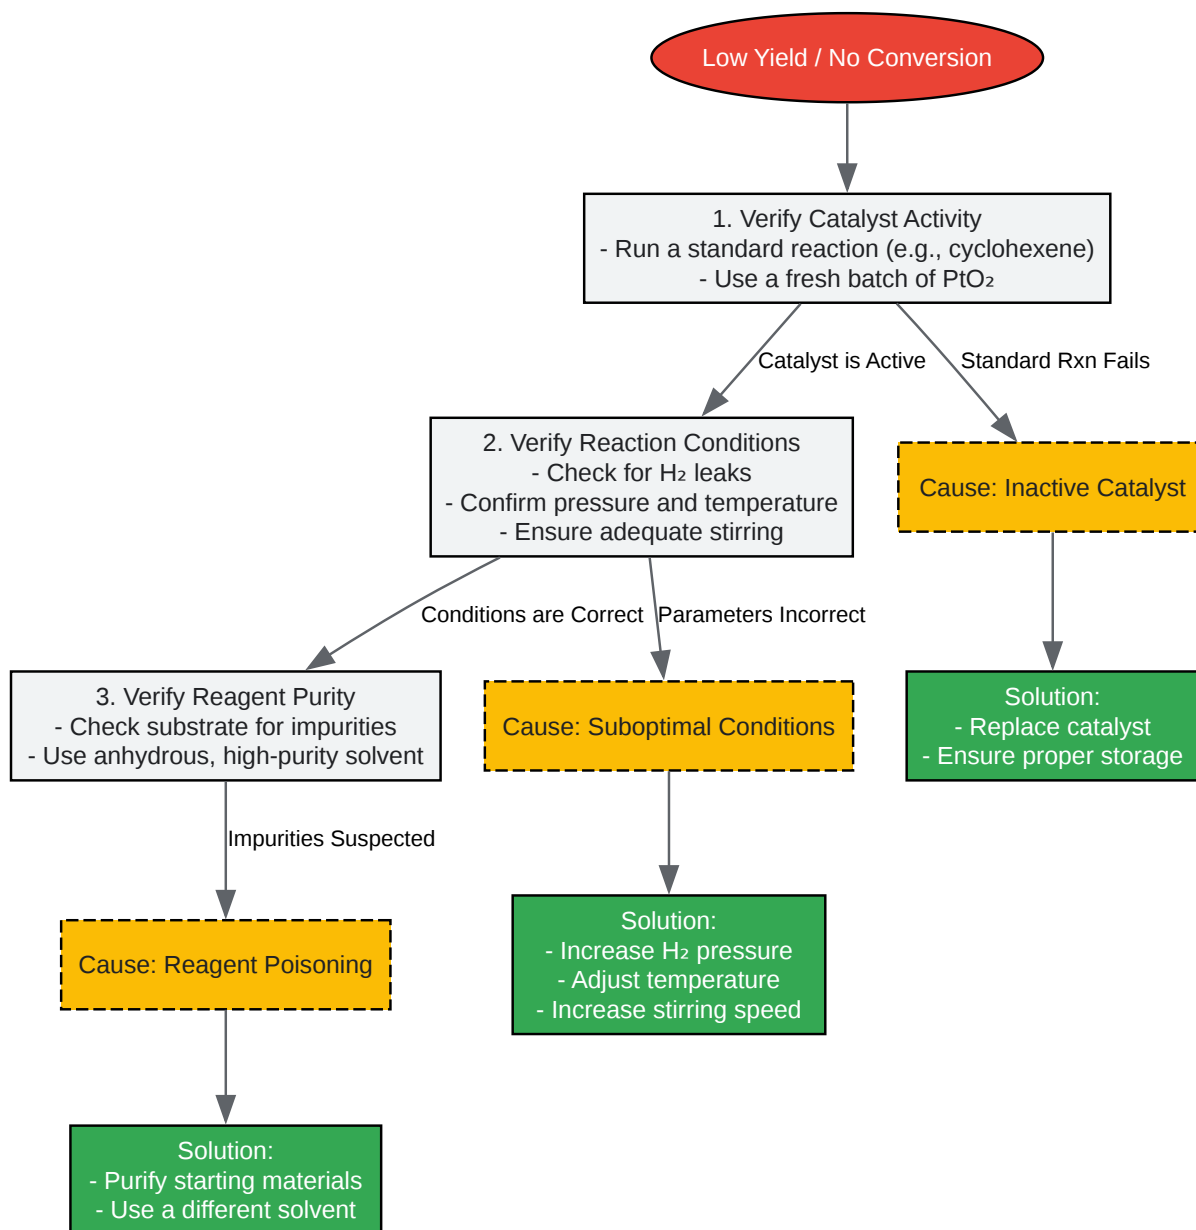 Low Yield / No Conversion
1. Verify Catalyst Activity
- Run a standard reaction (e.g., cyclohexene)
- Use a fresh batch of PtO₂
Catalyst is Active
Standard Rxn Fails
2. Verify Reaction Conditions
- Check for H₂ leaks
- Confirm pressure and temperature
- Ensure adequate stirring
Cause: Inactive Catalyst
Conditions are Correct
Parameters Incorrect
3. Verify Reagent Purity
- Check substrate for impurities
- Use anhydrous, high-purity solvent
Cause: Suboptimal Conditions
Solution:
- Replace catalyst
- Ensure proper storage
Impurities Suspected
Cause: Reagent Poisoning
Solution:
- Increase H₂ pressure
- Adjust temperature
- Increase stirring speed
Solution:
- Purify starting materials
- Use a different solvent